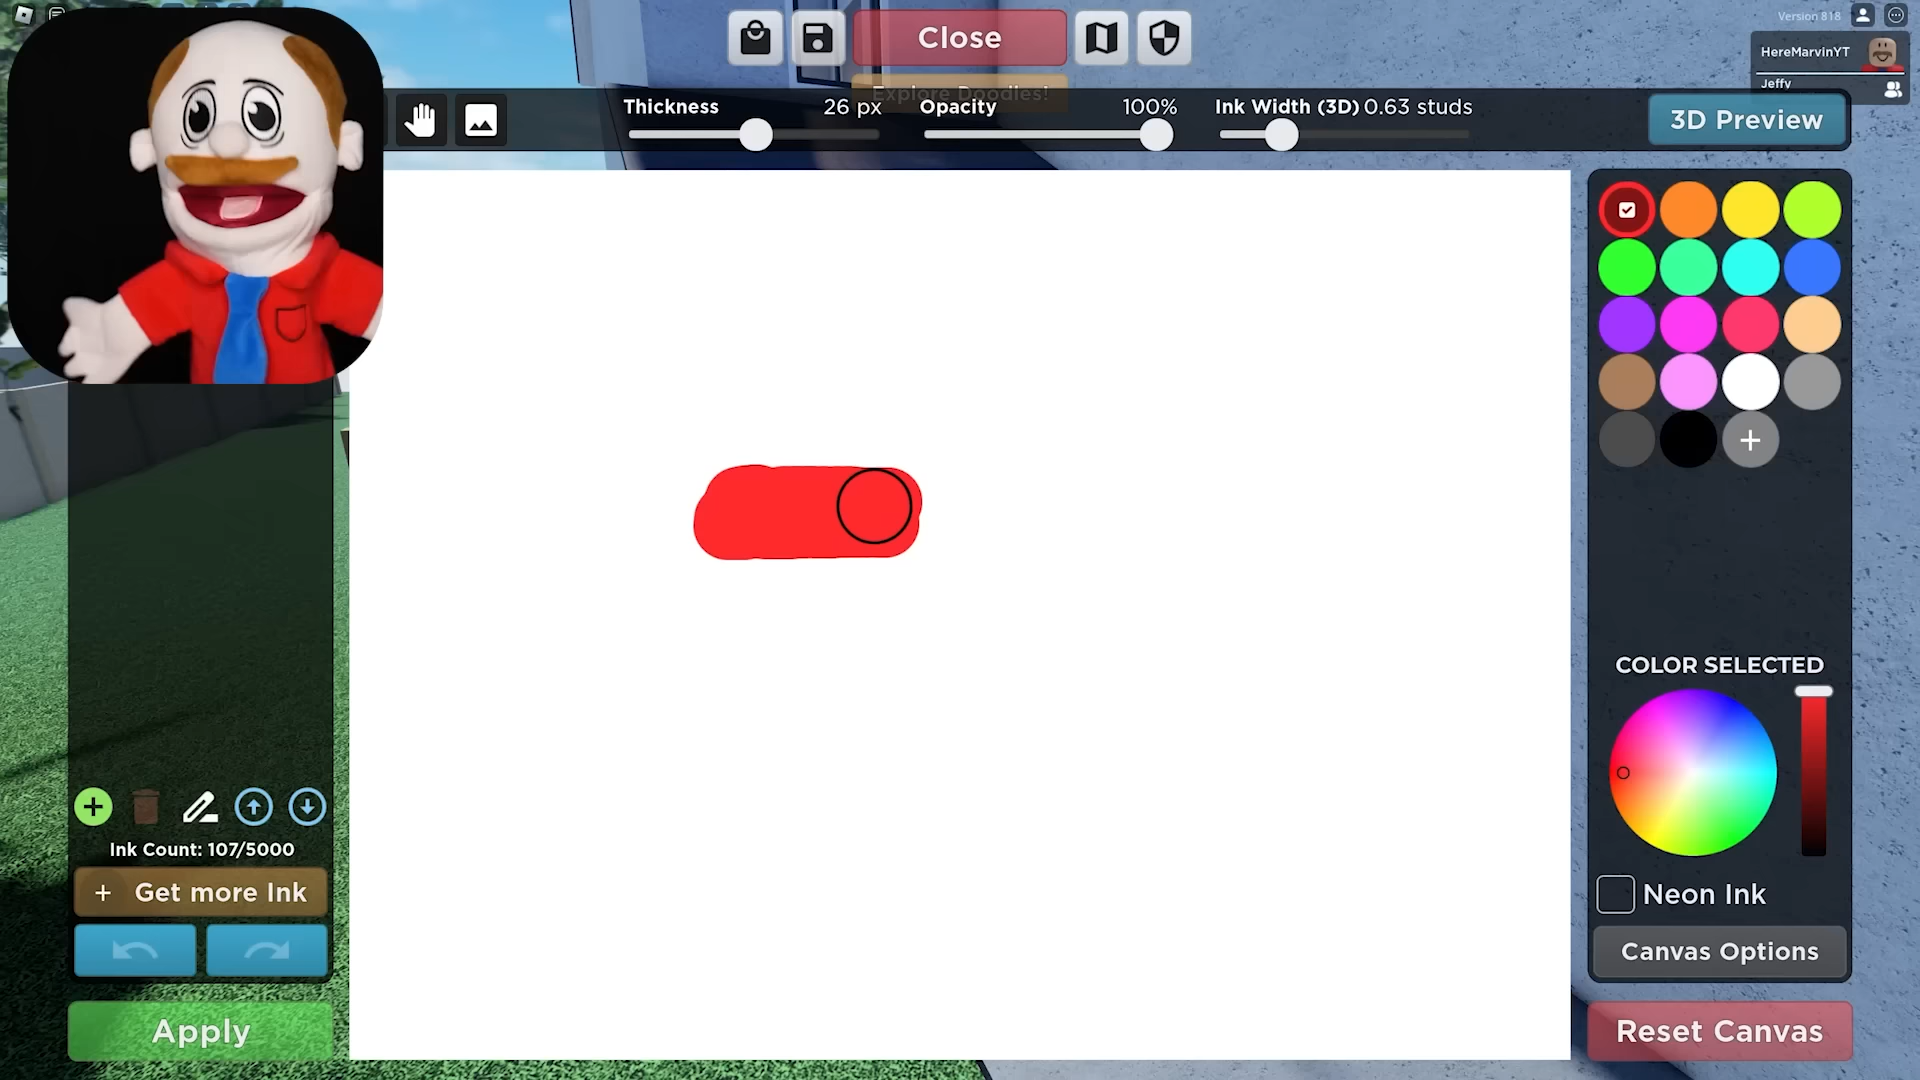 Close
Version 818
HereMarvinYT
Jeffy
Explore Doodles!
Thickness 26 px Opacity 100% Ink Width (3D) 0.63 studs
3D Preview
COLOR SELECTED
Ink Count: 107/5000
+ Get more Ink
Neon Ink
Canvas Options
Apply
Reset Canvas